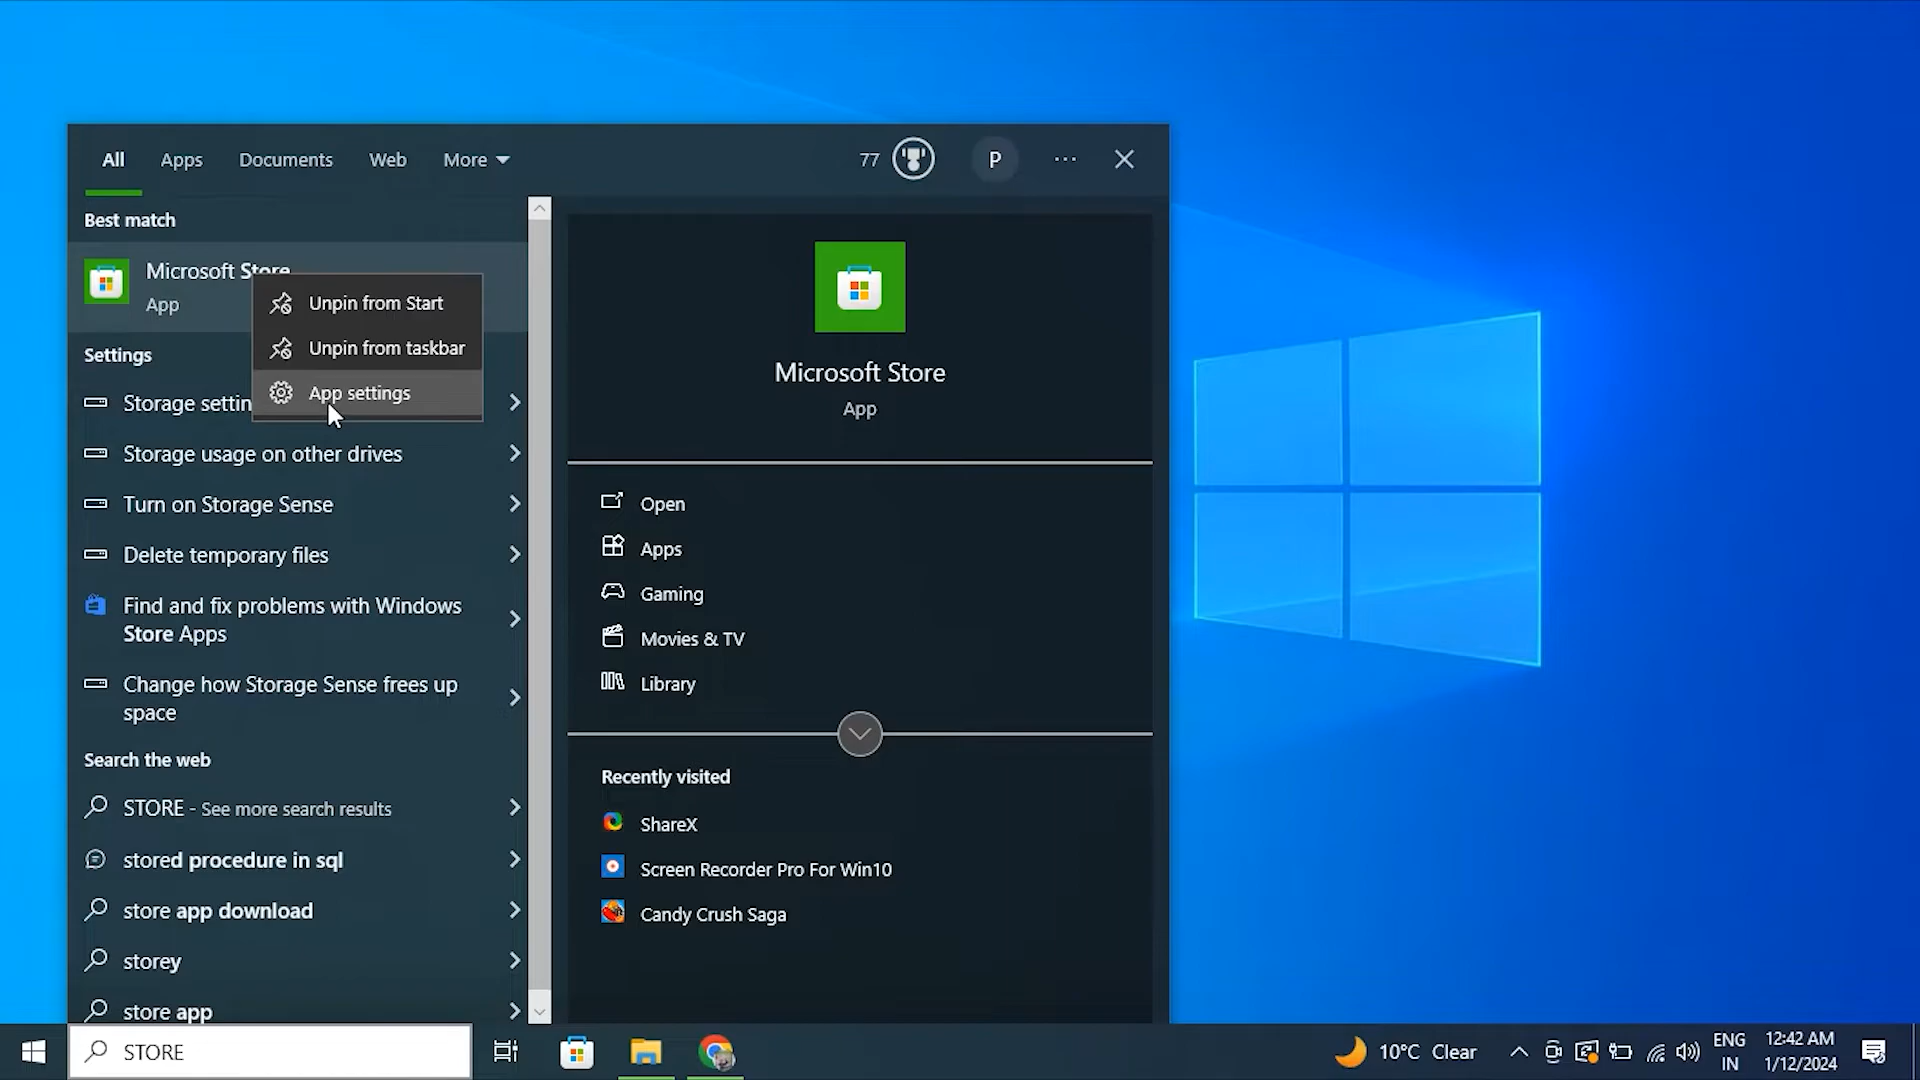 All Apps Documents Web More 77 P
Best match
Microsoft Store
App
Unpin from Start
Unpin from taskbar
App settings
Settings
Storage settin
Storage usage on other drives
Turn on Storage Sense
Delete temporary files
Find and fix problems with Windows
Store Apps
Change how Storage Sense frees up
space
Search the web
STORE - See more search results
stored procedure in sql
store app download
storey
store app
Microsoft Store
App
Open
Apps
Gaming
Movies & TV
Library
Recently visited
ShareX
Screen Recorder Pro For Win10
Candy Crush Saga
STORE
10°C Clear
ENG
IN
12:42 AM
1/12/2024